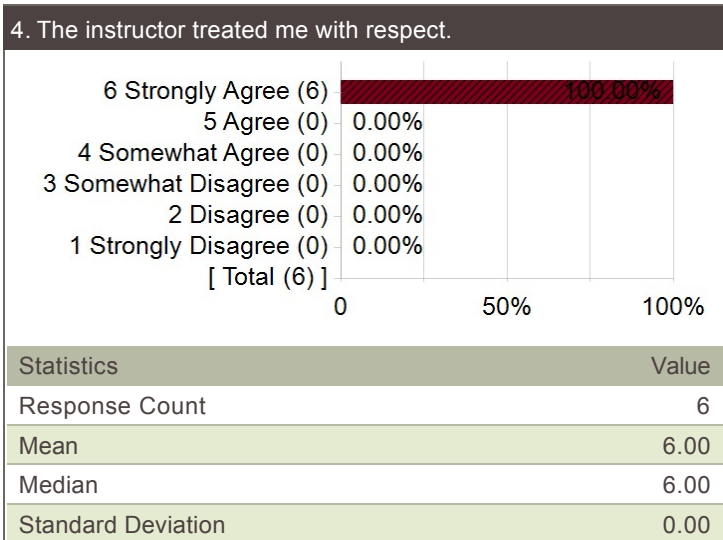 4. The instructor treated me with respect.
6 Strongly Agree (6) 100.00%
5 Agree (0) 0.00%
4 Somewhat Agree (0) 0.00%
3 Somewhat Disagree (0) 0.00%
2 Disagree (0) 0.00%
1 Strongly Disagree (0) 0.00%
[ Total (6) ]
0 50% 100%
Statistics Value
Response Count 6
Mean 6.00
Median 6.00
Standard Deviation 0.00